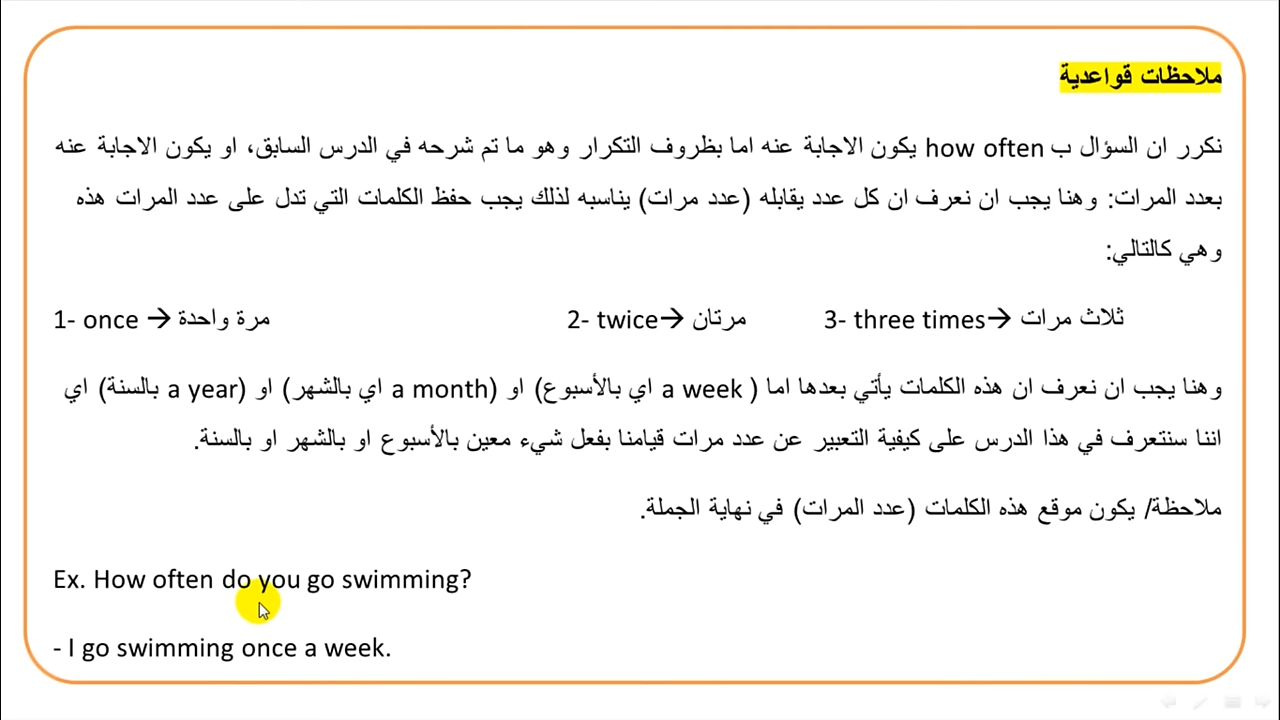 ملاحظات قواعدية
نكرر ان السؤال ب how often يكون الاجابة عنه اما بظروف التكرار وهو ما تم شرحه في الدرس السابق، او يكون الاجابة عنه
بعدد المرات: وهنا يجب ان نعرف ان كل عدد يقابله (عدد مرات) يناسبه لذلك يجب حفظ الكلمات التي تدل على عدد المرات هذه
وهي كالتالي:
1- once → مرة واحدة 2- twice→ مرتان 3- three times→ ثلاث مرات
وهنا يجب ان نعرف ان هذه الكلمات يأتي بعدها اما ( a week اي بالأسبوع) او (a month اي بالشهر) او (a year بالسنة) اي
اننا سنتعرف في هذا الدرس على كيفية التعبير عن عدد مرات قيامنا بفعل شيء معين بالأسبوع او بالشهر او بالسنة.
ملاحظة/ يكون موقع هذه الكلمات (عدد المرات) في نهاية الجملة.
Ex. How often do you go swimming?
- I go swimming once a week.